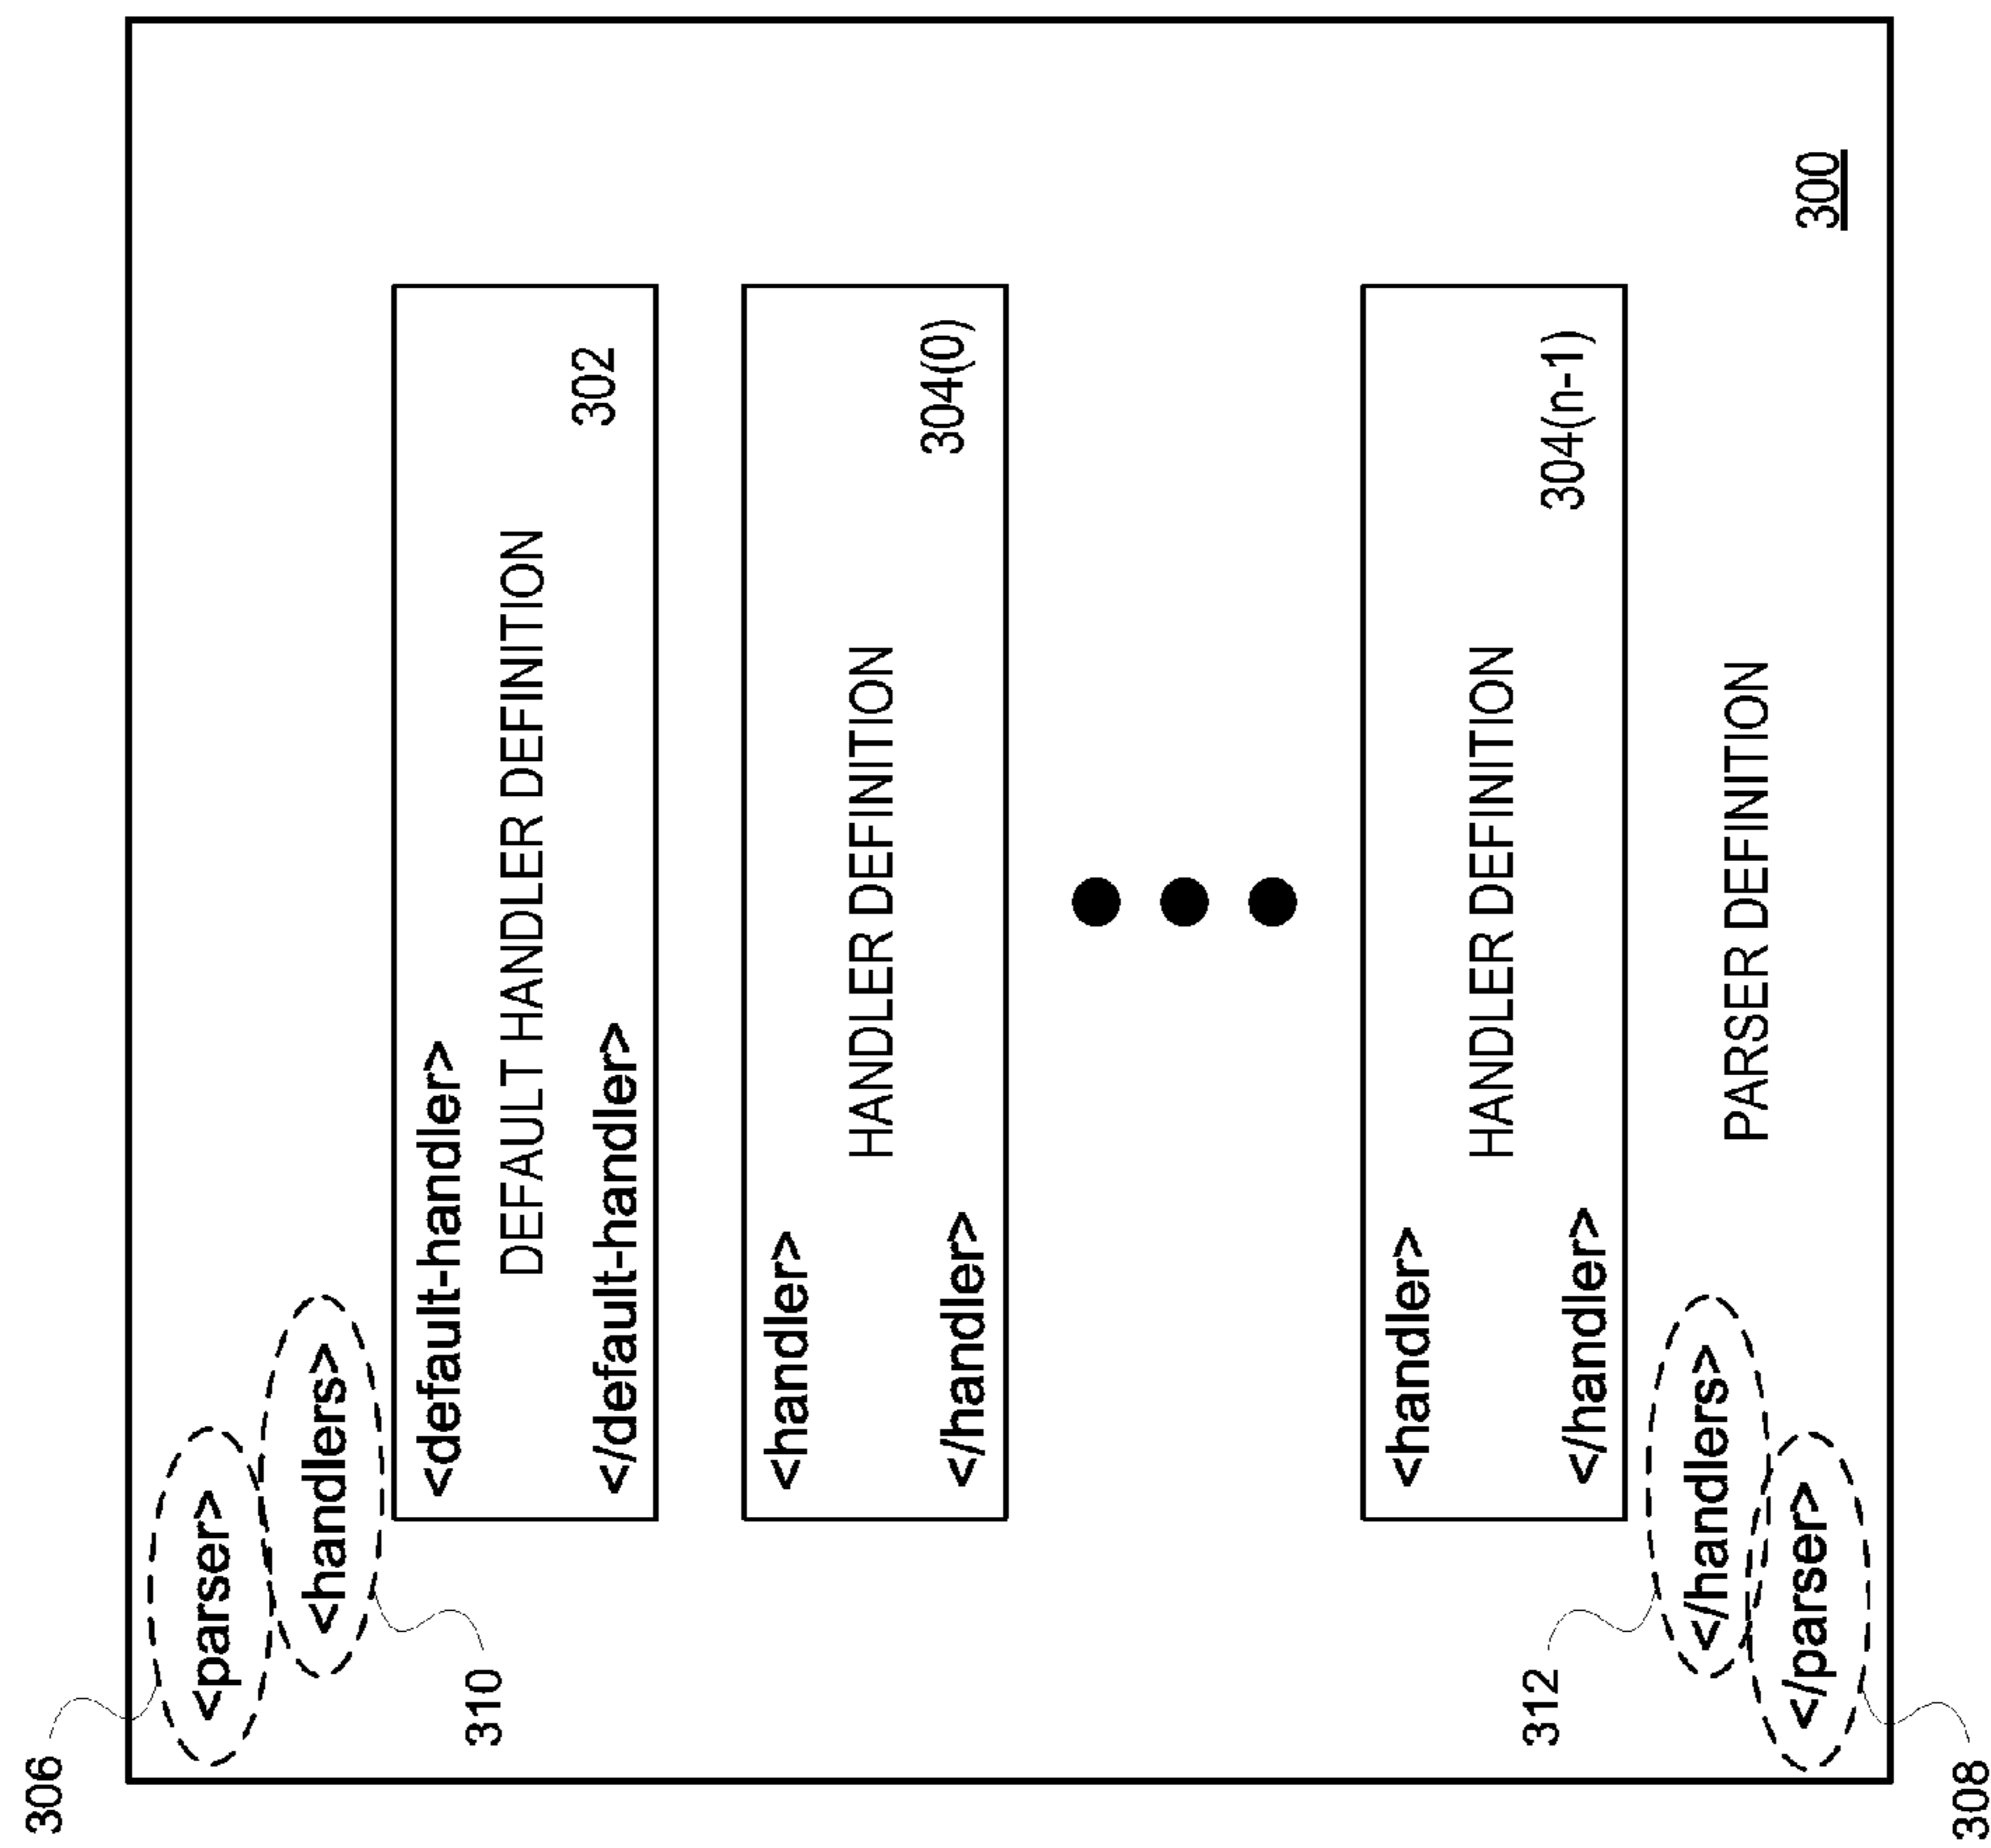 306
<parser>
310
<handlers>
<default-handler>
DEFAULT HANDLER DEFINITION
</default-handler>
302
<handler>
HANDLER DEFINITION
</handler>
304(0)
<handler>
HANDLER DEFINITION
</handler>
304(n-1)
312
</handlers>
PARSER DEFINITION
</parser>
308
300